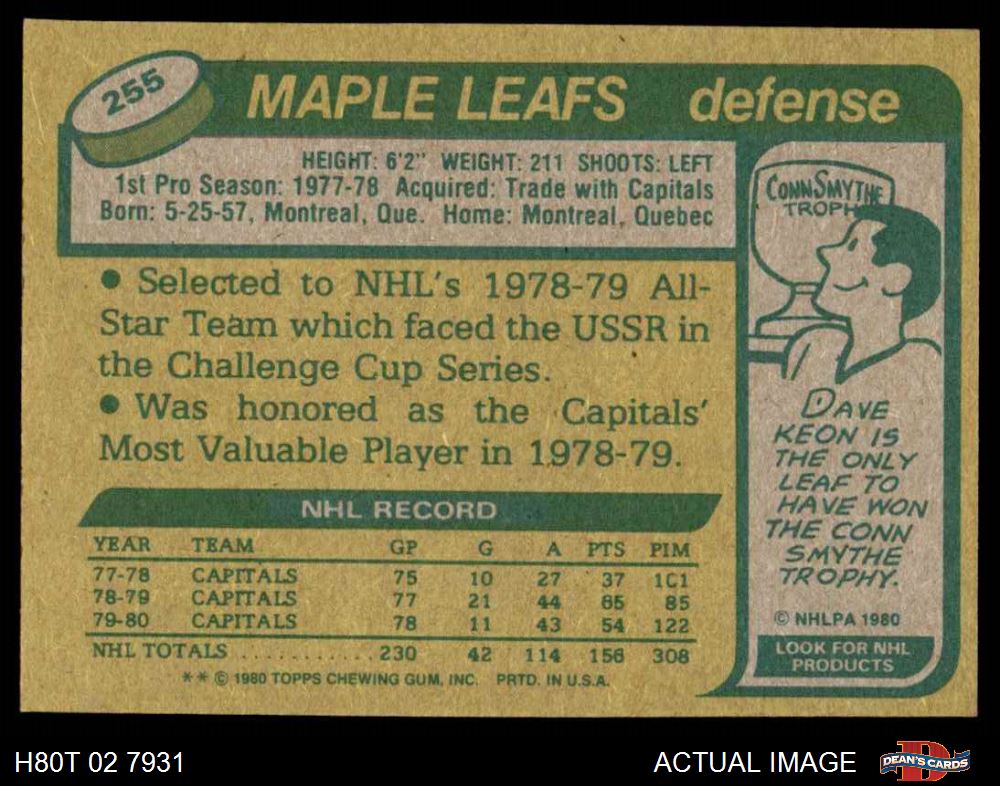 255
MAPLE LEAFS defense
HEIGHT: 6'2" WEIGHT: 211 SHOOTS: LEFT
1st Pro Season: 1977-78 Acquired: Trade with Capitals
Born: 5-25-57, Montreal, Que. Home: Montreal, Quebec
• Selected to NHL's 1978-79 All-
Star Team which faced the USSR in
the Challenge Cup Series.
• Was honored as the Capitals'
Most Valuable Player in 1978-79.
NHL RECORD
YEAR TEAM GP G A PTS PIM
77-78 CAPITALS 75 10 27 37 1C1
78-79 CAPITALS 77 21 44 65 85
79-80 CAPITALS 78 11 43 54 122
NHL TOTALS ............ 230 42 114 156 308
** © 1980 TOPPS CHEWING GUM, INC. PRTD. IN U.S.A.
CONN SMYTHE
TROPH
DAVE
KEON IS
THE ONLY
LEAF TO
HAVE WON
THE CONN
SMYTHE
TROPHY.
© NHLPA 1980
LOOK FOR NHL
PRODUCTS
H80T 02 7931
ACTUAL IMAGE
D
DEAN'S CARDS